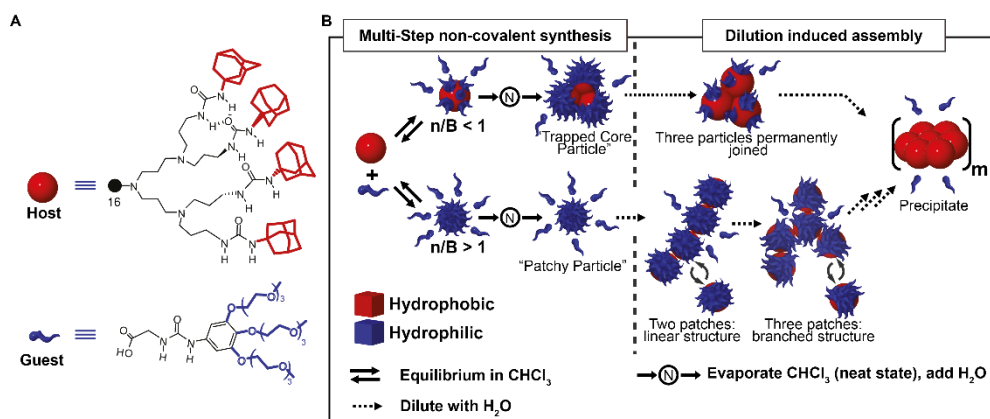 A
O
N
H
H
N
O
N
H
H
N
N
N
O
N
H
N
H
16
N
O
N
H
N
H
Host
Guest
O
HO
N
H
O
N
H
O
O
3
O
O
3
O
O
3
B
Multi-Step non-covalent synthesis
Dilution induced assembly
n/B < 1
N
"Trapped Core
Particle"
Three particles permanently
joined
+
n/B > 1
N
"Patchy Particle"
m
Precipitate
Hydrophobic
Hydrophilic
Two patches:
linear structure
Three patches:
branched structure
Equilibrium in CHCl₃
Dilute with H₂O
N
Evaporate CHCl₃ (neat state), add H₂O